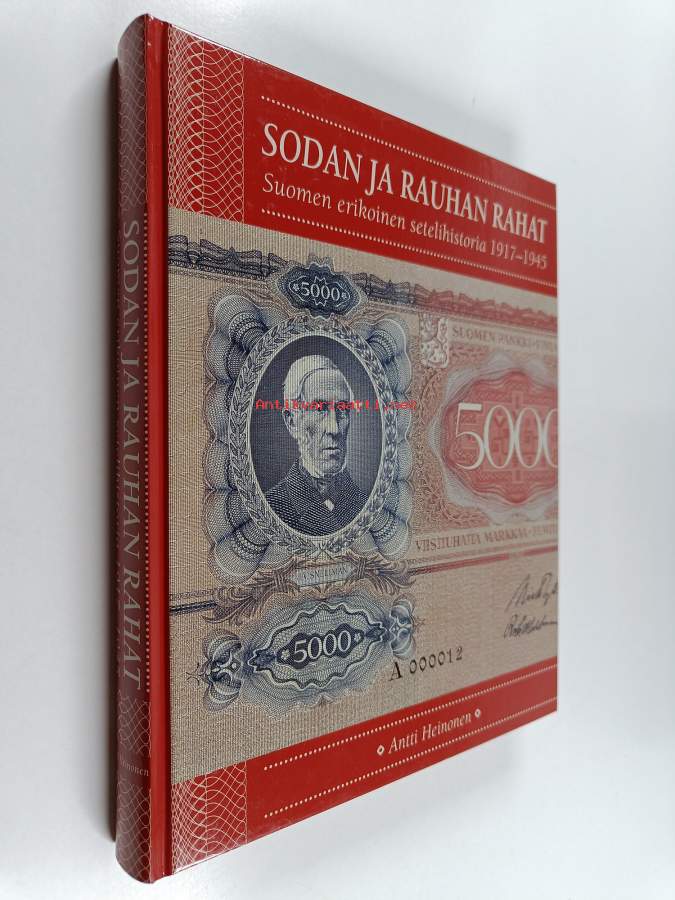 SODAN JA RAUHAN RAHAT
Suomen erikoinen setelihistoria 1917–1945
5000
SUOMEN PANKKI
5000
VIISITUHATTA MARKKAA
J.V. SNELLMAN
5000
A 000012
Antti Heinonen
SODAN JA RAUHAN RAHAT
Heinonen
Antikvariaatti.net